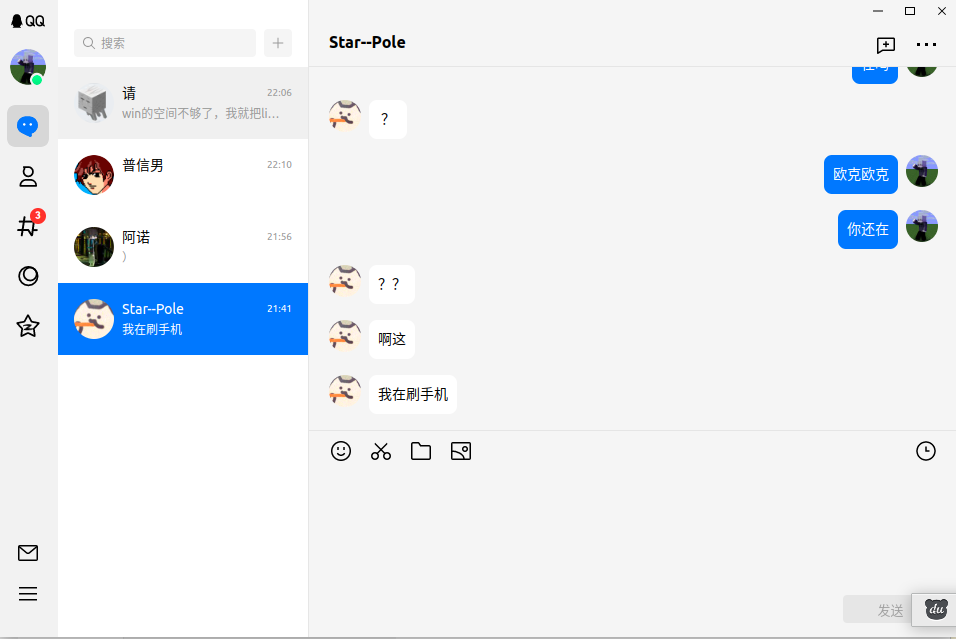 QQ
搜索
请
22:06
win的空间不够了，我就把li...
普信男
22:10
阿诺
21:56
）
Star--Pole
21:41
我在刷手机
3
Star--Pole
？
欧克欧克
你还在
？？
啊这
我在刷手机
发送
du